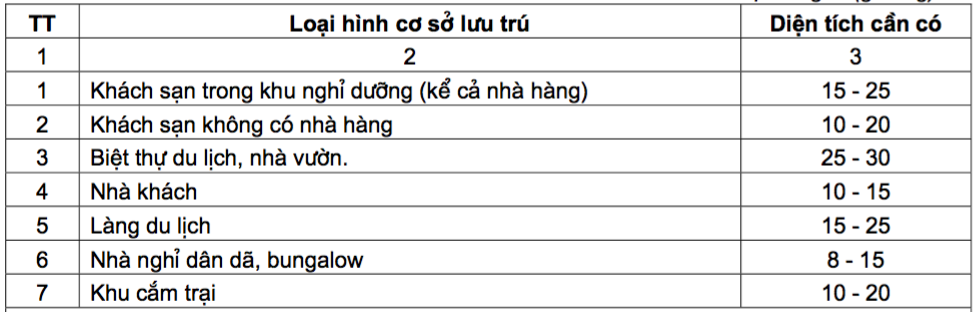 TT Loại hình cơ sở lưu trú Diện tích cần có
1 2 3
1 Khách sạn trong khu nghỉ dưỡng (kể cả nhà hàng) 15 - 25
2 Khách sạn không có nhà hàng 10 - 20
3 Biệt thự du lịch, nhà vườn. 25 - 30
4 Nhà khách 10 - 15
5 Làng du lịch 15 - 25
6 Nhà nghỉ dân dã, bungalow 8 - 15
7 Khu cắm trại 10 - 20